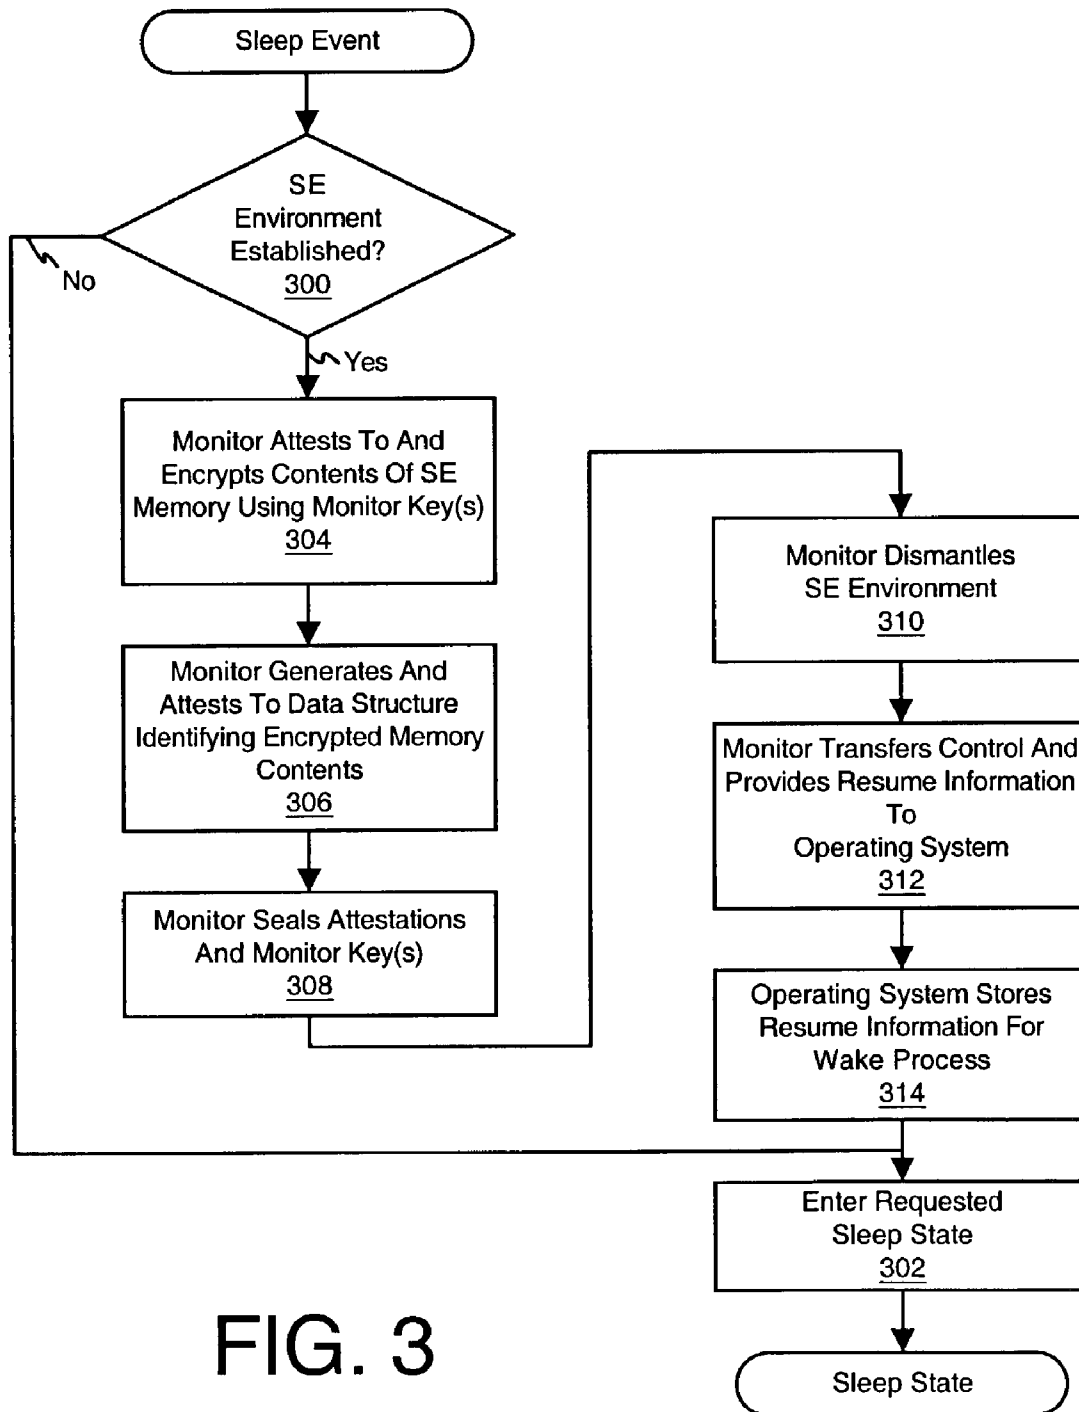 Sleep Event
SE
Environment
Established?
300
No
Yes
Monitor Attests To And
Encrypts Contents Of SE
Memory Using Monitor Key(s)
304
Monitor Generates And
Attests To Data Structure
Identifying Encrypted Memory
Contents
306
Monitor Seals Attestations
And Monitor Key(s)
308
Monitor Dismantles
SE Environment
310
Monitor Transfers Control And
Provides Resume Information
To
Operating System
312
Operating System Stores
Resume Information For
Wake Process
314
Enter Requested
Sleep State
302
Sleep State
FIG. 3